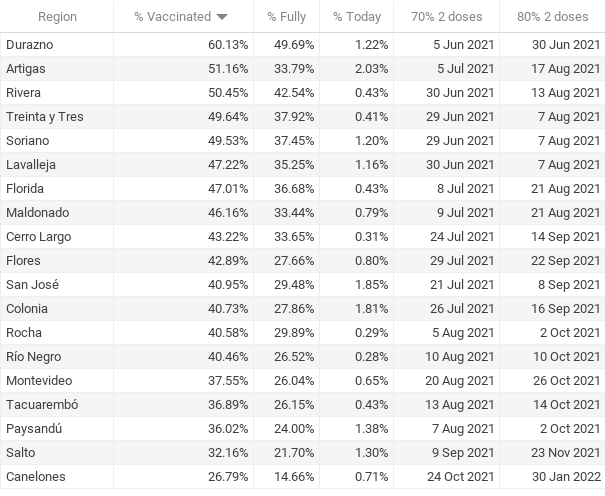 Region % Vaccinated % Fully % Today 70% 2 doses 80% 2 doses
Durazno 60.13% 49.69% 1.22% 5 Jun 2021 30 Jun 2021
Artigas 51.16% 33.79% 2.03% 5 Jul 2021 17 Aug 2021
Rivera 50.45% 42.54% 0.43% 30 Jun 2021 13 Aug 2021
Treinta y Tres 49.64% 37.92% 0.41% 29 Jun 2021 7 Aug 2021
Soriano 49.53% 37.45% 1.20% 29 Jun 2021 7 Aug 2021
Lavalleja 47.22% 35.25% 1.16% 30 Jun 2021 7 Aug 2021
Florida 47.01% 36.68% 0.43% 8 Jul 2021 21 Aug 2021
Maldonado 46.16% 33.44% 0.79% 9 Jul 2021 21 Aug 2021
Cerro Largo 43.22% 33.65% 0.31% 24 Jul 2021 14 Sep 2021
Flores 42.89% 27.66% 0.80% 29 Jul 2021 22 Sep 2021
San José 40.95% 29.48% 1.85% 21 Jul 2021 8 Sep 2021
Colonia 40.73% 27.86% 1.81% 26 Jul 2021 16 Sep 2021
Rocha 40.58% 29.89% 0.29% 5 Aug 2021 2 Oct 2021
Río Negro 40.46% 26.52% 0.28% 10 Aug 2021 10 Oct 2021
Montevideo 37.55% 26.04% 0.65% 20 Aug 2021 26 Oct 2021
Tacuarembó 36.89% 26.15% 0.43% 13 Aug 2021 14 Oct 2021
Paysandú 36.02% 24.00% 1.38% 7 Aug 2021 2 Oct 2021
Salto 32.16% 21.70% 1.30% 9 Sep 2021 23 Nov 2021
Canelones 26.79% 14.66% 0.71% 24 Oct 2021 30 Jan 2022